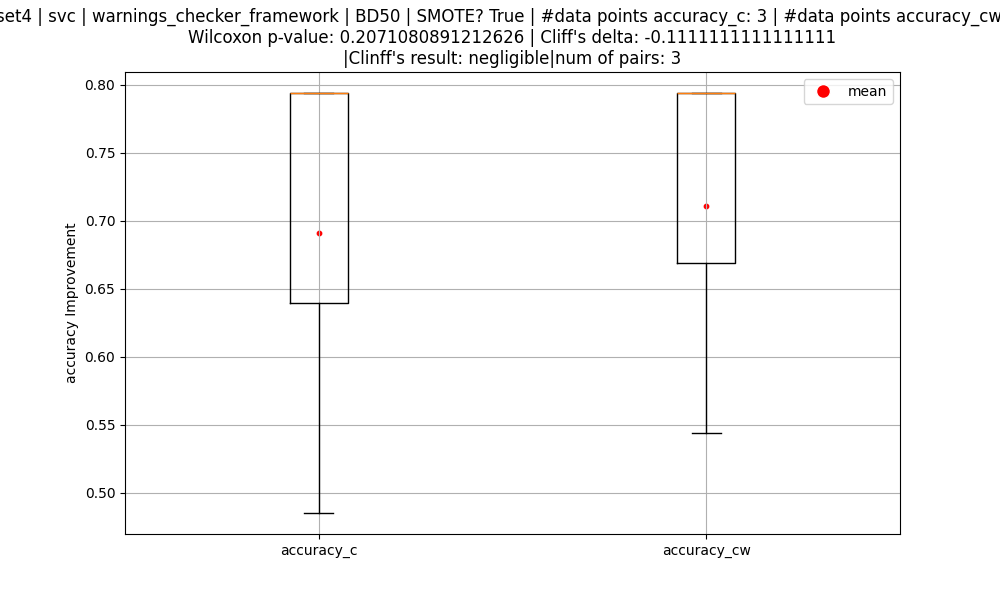 set4 | svc | warnings_checker_framework | BD50 | SMOTE? True | #data points accuracy_c: 3 | #data points accuracy_cw
Wilcoxon p-value: 0.2071080891212626 | Cliff's delta: -0.1111111111111111
|Clinff's result: negligible|num of pairs: 3
mean
0.80
0.75
0.70
0.65
0.60
0.55
0.50
accuracy Improvement
accuracy_c
accuracy_cw